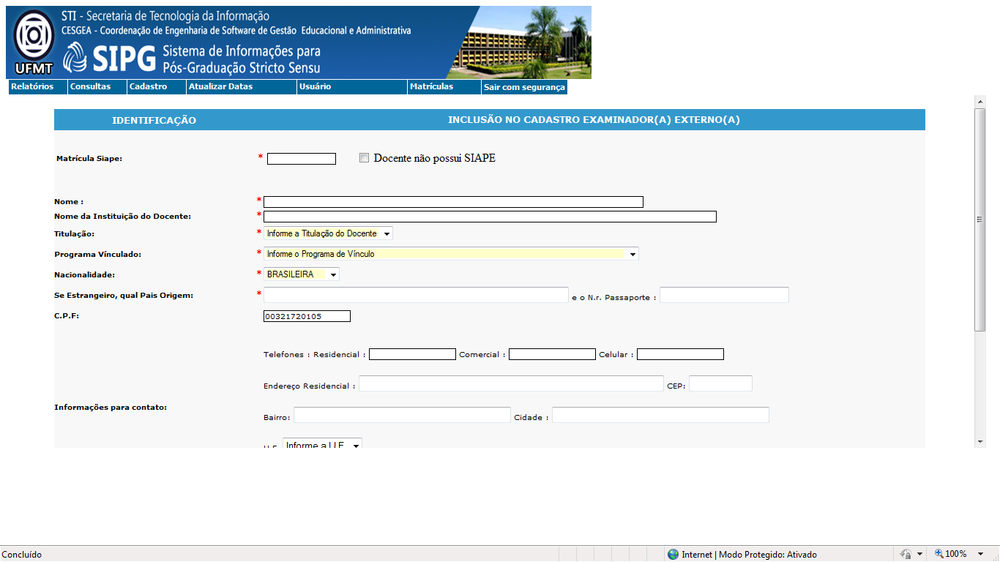 STI - Secretaria de Tecnologia da Informação
CESGEA - Coordenação de Engenharia de Software de Gestão Educacional e Administrativa
SIPG Sistema de Informações para
Pós-Graduação Stricto Sensu
UFMT
Relatórios Consultas Cadastro Atualizar Datas Usuário Matrículas Sair com segurança
IDENTIFICAÇÃO INCLUSÃO NO CADASTRO EXAMINADOR(A) EXTERNO(A)
Matrícula Siape: * Docente não possui SIAPE
Nome : *
Nome da Instituição do Docente: *
Titulação: * Informe a Titulação do Docente
Programa Vínculado: * Informe o Programa de Vínculo
Nacionalidade: * BRASILEIRA
Se Estrangeiro, qual Pais Origem: * e o N.r. Passaporte :
C.P.F: 00321720105
Telefones : Residencial : Comercial : Celular :
Endereço Residencial : CEP:
Informações para contato:
Bairro: Cidade :
U.F. Informe a U.F.
Concluído Internet | Modo Protegido: Ativado 100%